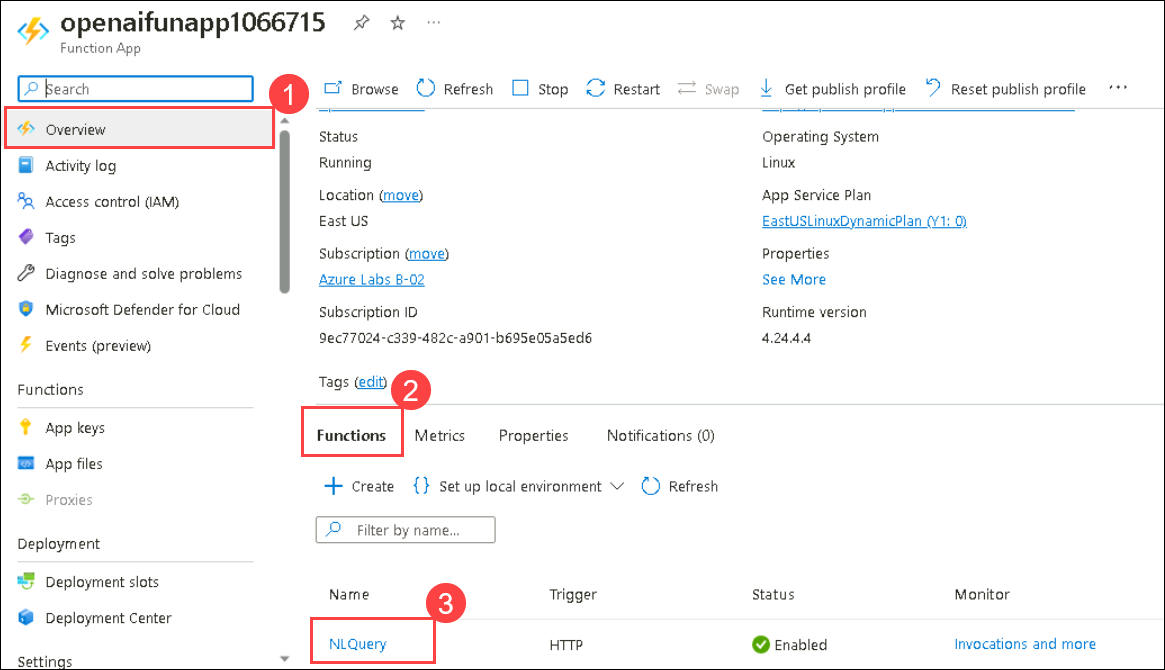 openaifunapp1066715
Function App
Search
1
Browse Refresh Stop Restart Swap Get publish profile Reset publish profile
Overview
Activity log
Access control (IAM)
Tags
Diagnose and solve problems
Microsoft Defender for Cloud
Events (preview)
Functions
App keys
App files
Proxies
Deployment
Deployment slots
Deployment Center
Settings
Status
Running
Location (move)
East US
Subscription (move)
Azure Labs B-02
Subscription ID
9ec77024-c339-482c-a901-b695e05a5ed6
Operating System
Linux
App Service Plan
EastUSLinuxDynamicPlan (Y1: 0)
Properties
See More
Runtime version
4.24.4.4
Tags (edit)
2
Functions Metrics Properties Notifications (0)
Create {} Set up local environment Refresh
Filter by name...
Name Trigger Status Monitor
3
NLQuery HTTP Enabled Invocations and more